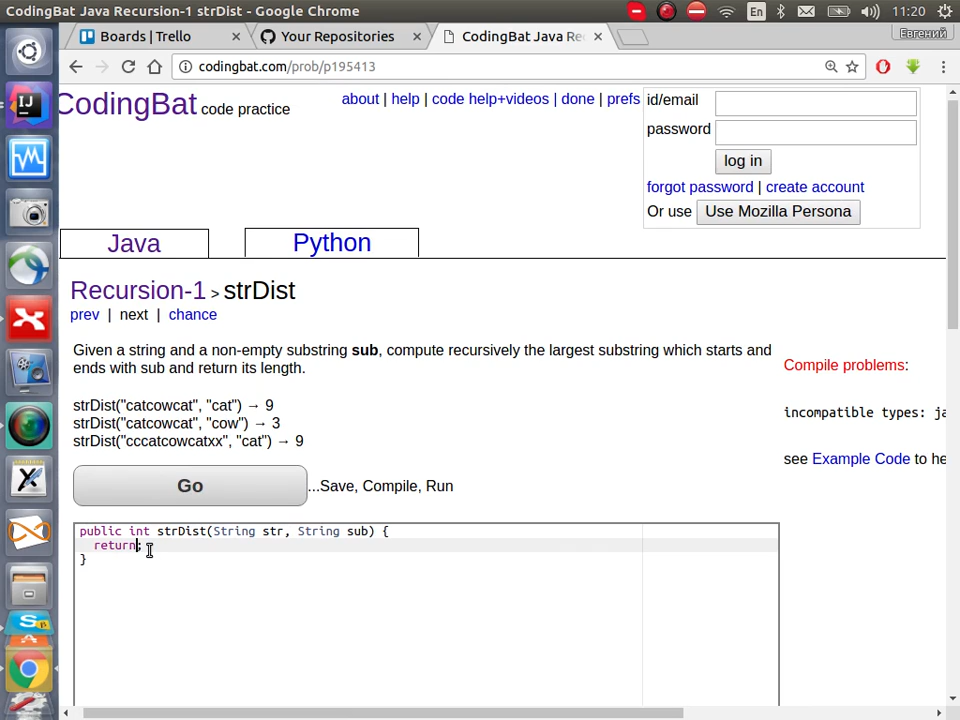 CodingBat Java Recursion-1 strDist - Google Chrome
En
11:20
Boards | Trello
Your Repositories
CodingBat Java Re
Евгений
codingbat.com/prob/p195413
CodingBat code practice
about | help | code help+videos | done | prefs
id/email
password
log in
forgot password | create account
Or use Use Mozilla Persona
Java
Python
Recursion-1 > strDist
prev | next | chance
Given a string and a non-empty substring sub, compute recursively the largest substring which starts and
ends with sub and return its length.
Compile problems:
strDist("catcowcat", "cat") → 9
strDist("catcowcat", "cow") → 3
strDist("cccatcowcatxx", "cat") → 9
incompatible types: ja
see Example Code to he
Go
...Save, Compile, Run
public int strDist(String str, String sub) {
return;
}